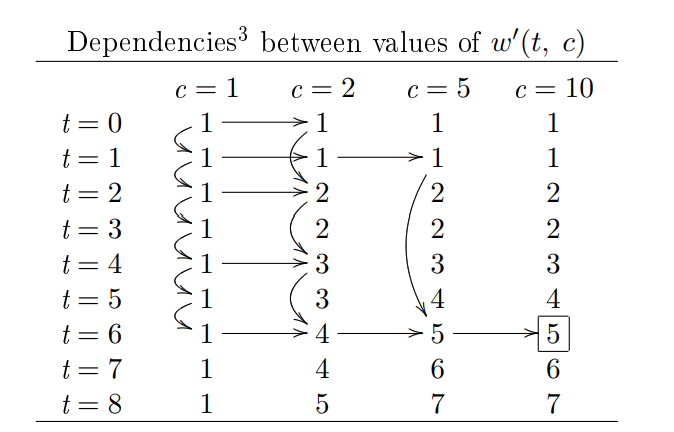 Dependencies³ between values of w′(t, c)
c = 1 c = 2 c = 5 c = 10
t = 0 1 1 1 1
t = 1 1 1 1 1
t = 2 1 2 2 2
t = 3 1 2 2 2
t = 4 1 3 3 3
t = 5 1 3 4 4
t = 6 1 4 5 5
t = 7 1 4 6 6
t = 8 1 5 7 7